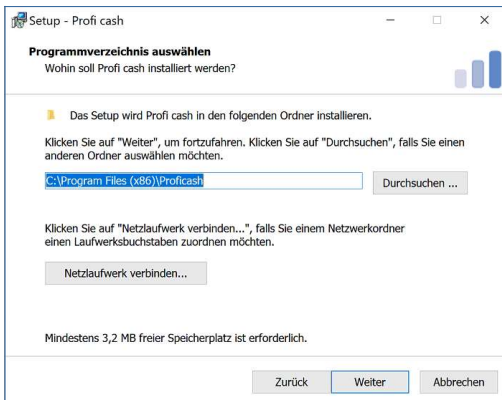 Setup - Profi cash
Programmverzeichnis auswählen
Wohin soll Profi cash installiert werden?
Das Setup wird Profi cash in den folgenden Ordner installieren.
Klicken Sie auf "Weiter", um fortzufahren. Klicken Sie auf "Durchsuchen", falls Sie einen
anderen Ordner auswählen möchten.
C:\Program Files (x86)\Proficash
Durchsuchen ...
Klicken Sie auf "Netzlaufwerk verbinden...", falls Sie einem Netzwerkordner
einen Laufwerksbuchstaben zuordnen möchten.
Netzlaufwerk verbinden...
Mindestens 3,2 MB freier Speicherplatz ist erforderlich.
Zurück
Weiter
Abbrechen